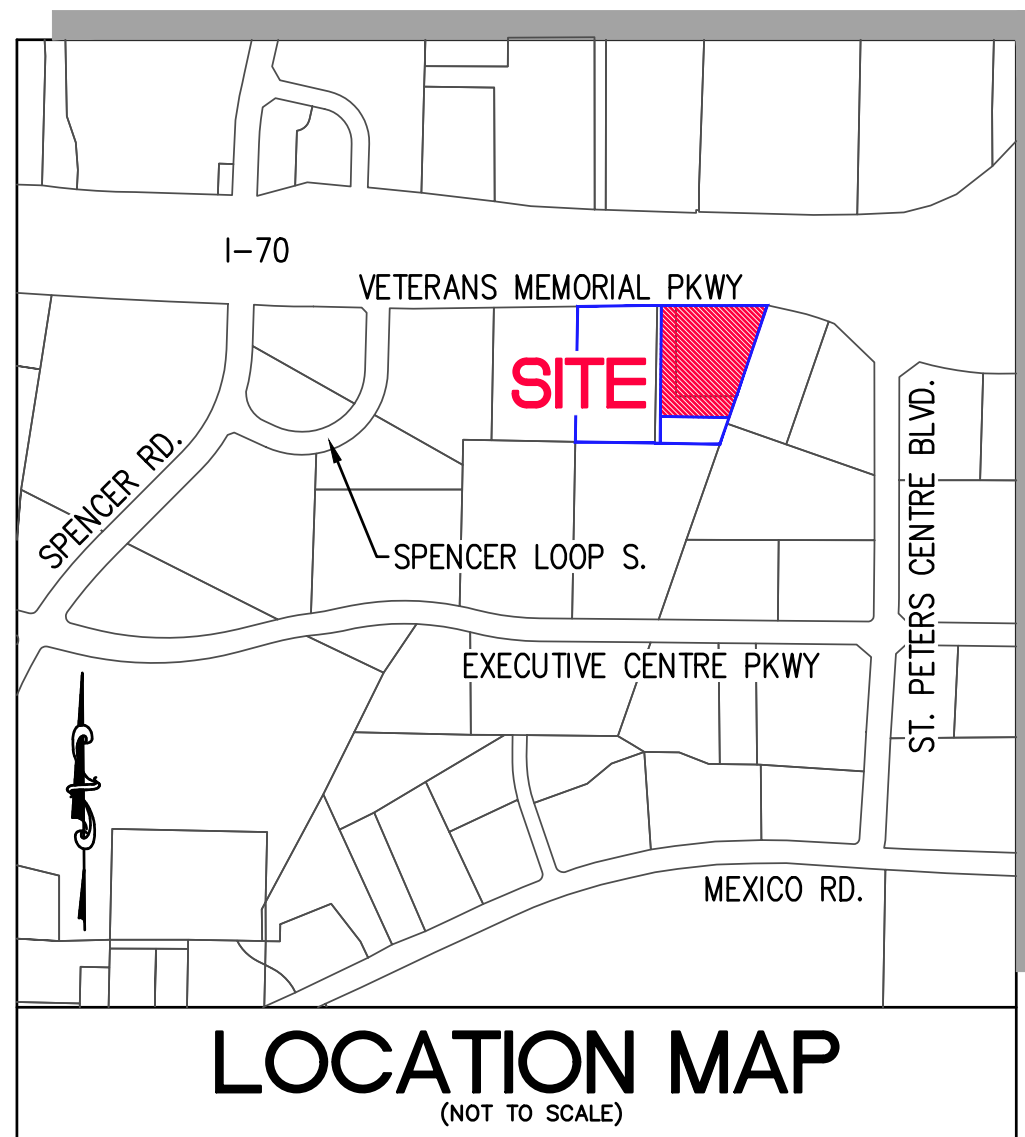 I-70
VETERANS MEMORIAL PKWY
SITE
ST. PETERS CENTRE BLVD.
SPENCER RD.
SPENCER LOOP S.
EXECUTIVE CENTRE PKWY
MEXICO RD.
LOCATION MAP
(NOT TO SCALE)